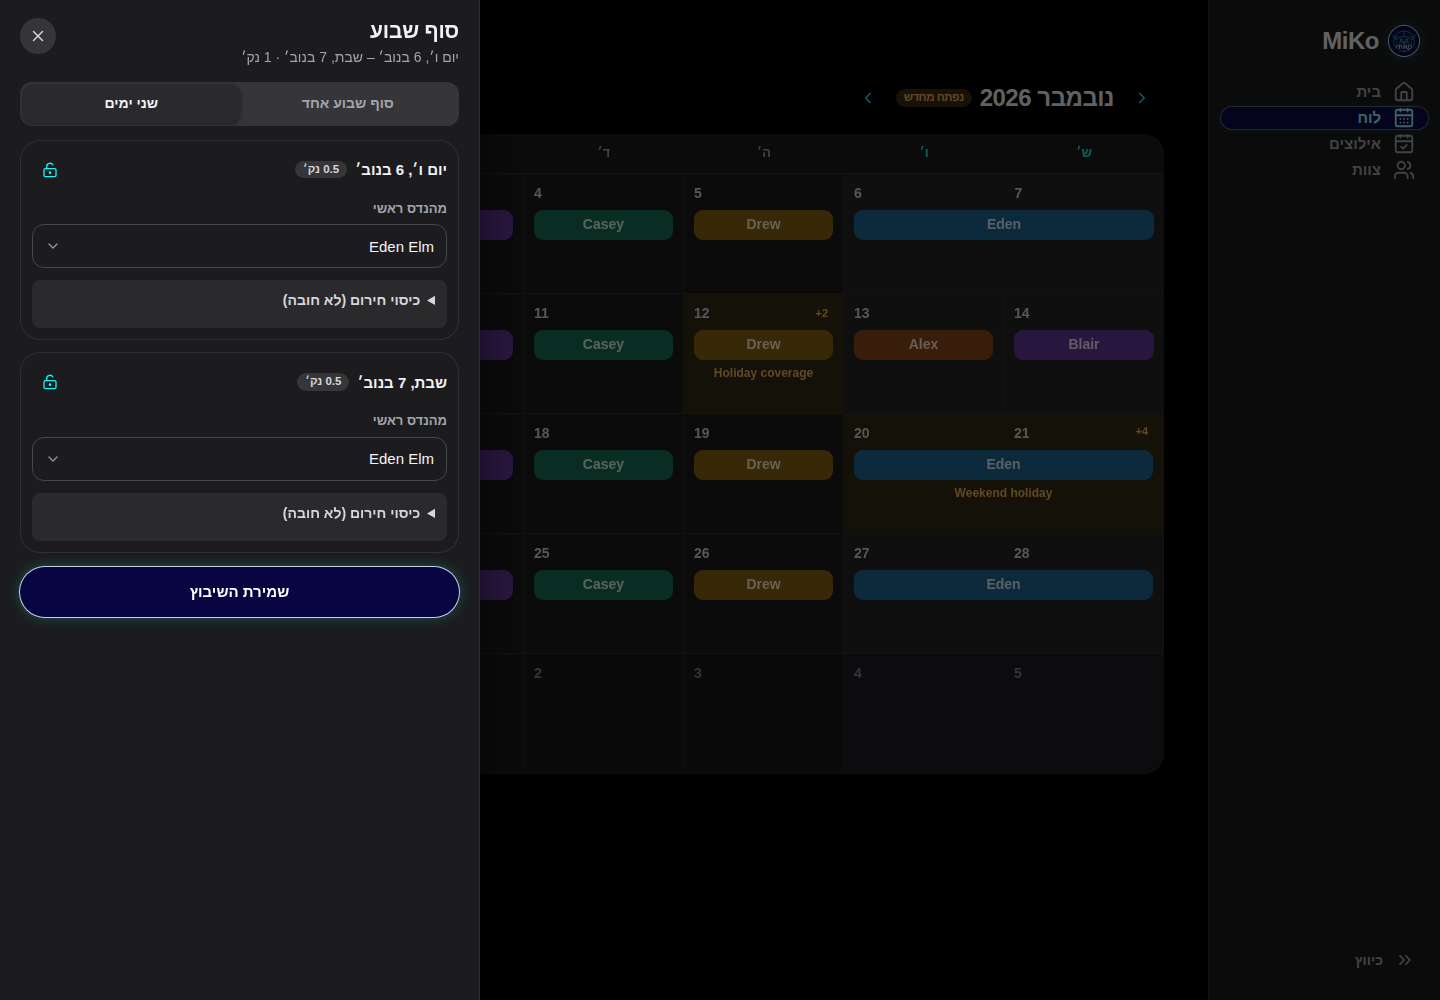 סוף שבוע
יום ו׳, 6 בנוב׳ – שבת, 7 בנוב׳ · 1 נק׳
סוף שבוע אחד
שני ימים
יום ו׳, 6 בנוב׳
0.5 נק׳
מהנדס ראשי
Eden Elm
◀ כיסוי חירום (לא חובה)
שבת, 7 בנוב׳
0.5 נק׳
מהנדס ראשי
Eden Elm
◀ כיסוי חירום (לא חובה)
שמירת השיבוץ
MiKo
בית
לוח
אילוצים
צוות
כיווץ
נובמבר 2026
נפתח מחדש
ד׳ ה׳ ו׳ ש׳
4 5 6 7
Casey Drew Eden
11 12 +2 13 14
Casey Drew Alex Blair
Holiday coverage
18 19 20 21 +4
Casey Drew Eden
Weekend holiday
25 26 27 28
Casey Drew Eden
2 3 4 5